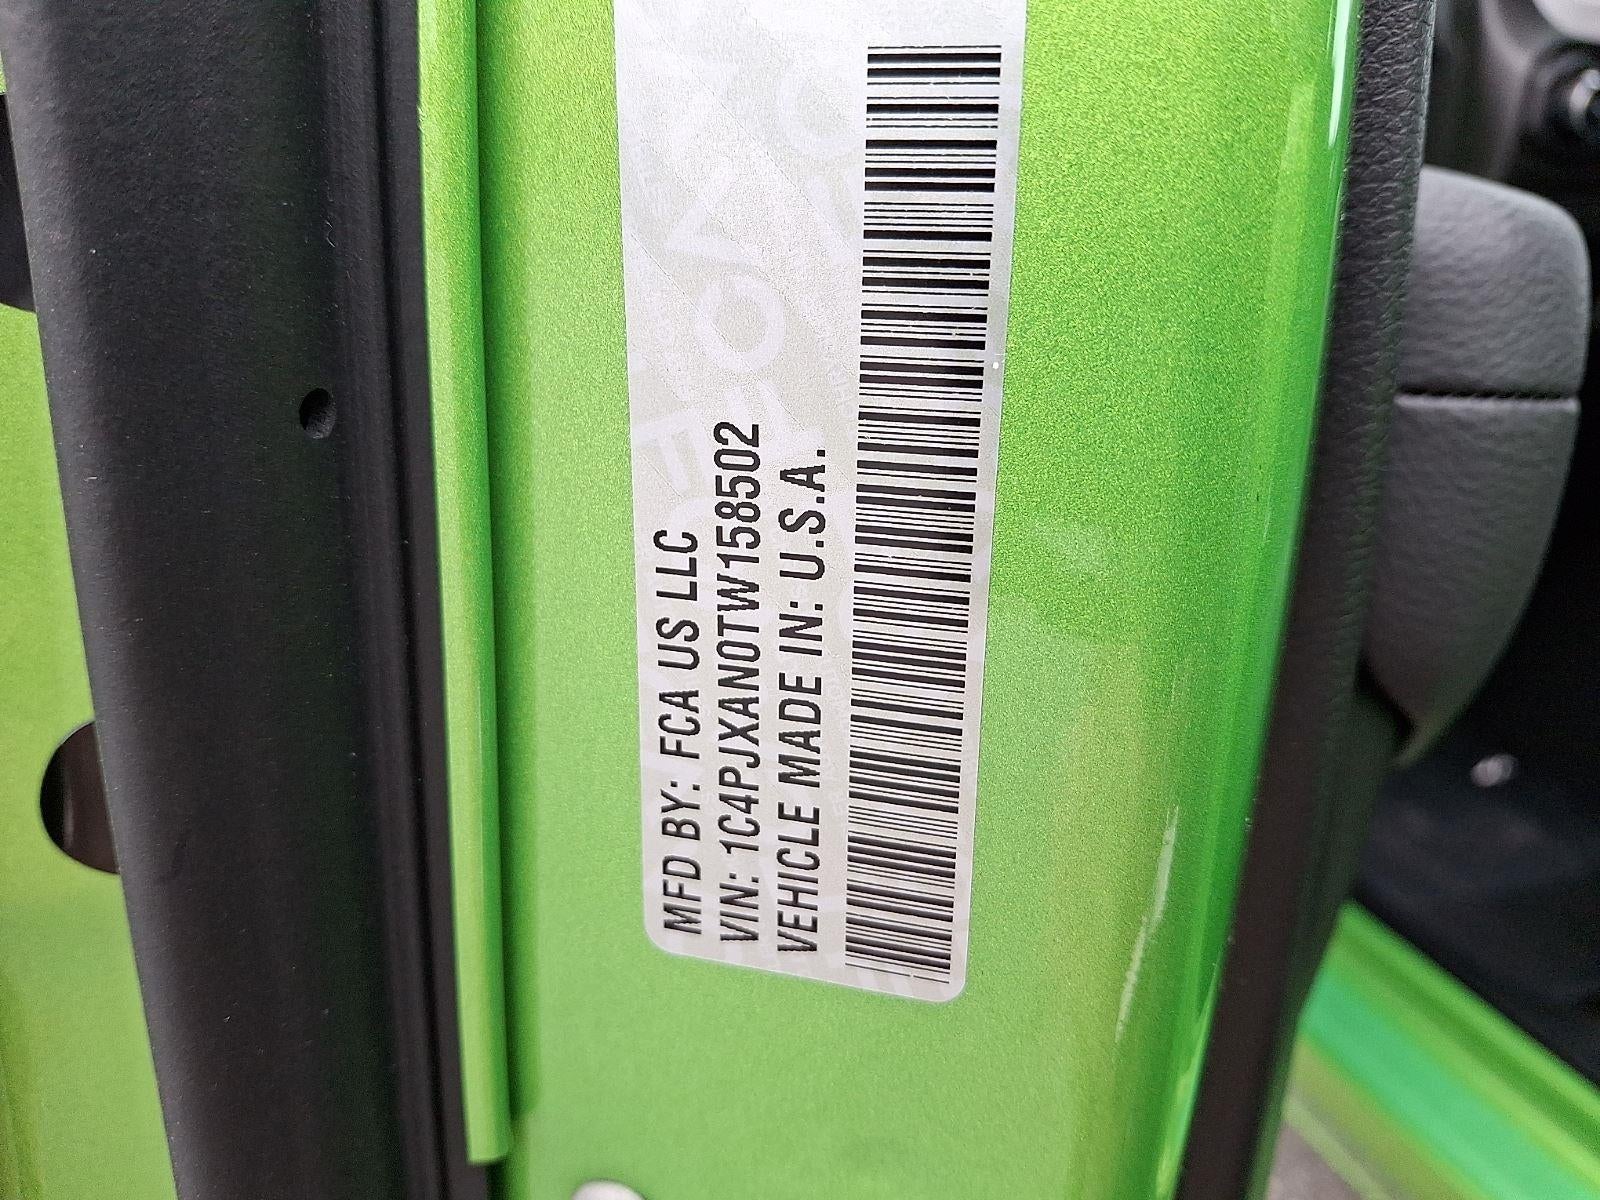 MFD BY: FCA US LLC
VIN: 1C4PJXAN0TW158502
VEHICLE MADE IN: U.S.A.